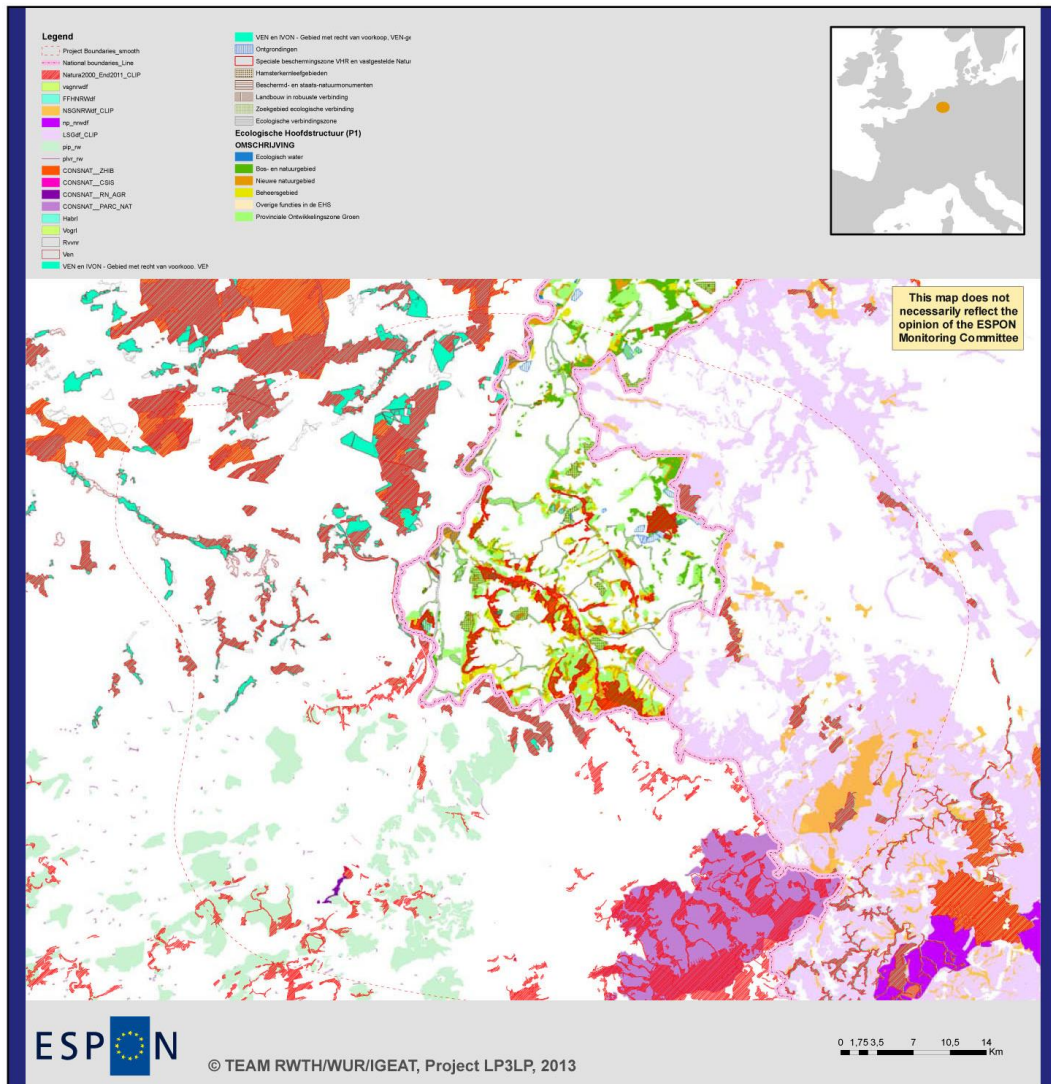 Legend
Project Boundaries_smooth
National boundaries_Line
Natura2000_End2011_CLIP
vsgnrwdf
FFHNRWdf
NSGNRWdf_CLIP
np_nrwdf
LSGdf_CLIP
pip_rw
plvr_rw
CONSNAT__ZHIB
CONSNAT__CSIS
CONSNAT__RN_AGR
CONSNAT__PARC_NAT
Habrl
Vogrl
Rvvnr
Ven
VEN en IVON - Gebied met recht van voorkoop. VEN
VEN en IVON - Gebied met recht van voorkoop, VEN-ge
Ontgrondingen
Speciale beschermingszone VHR en vastgestelde Natur
Hamsterkernleefgebieden
Beschermd- en staats-natuurmonumenten
Landbouw in robuuste verbinding
Zoekgebied ecologische verbinding
Ecologische verbindingszone
Ecologische Hoofdstructuur (P1)
OMSCHRIJVING
Ecologisch water
Bos- en natuurgebied
Nieuwe natuurgebied
Beheersgebied
Overige functies in de EHS
Provinciale Ontwikkelingszone Groen
This map does not
necessarily reflect the
opinion of the ESPON
Monitoring Committee
ESPON
© TEAM RWTH/WUR/IGEAT, Project LP3LP, 2013
0 1,75 3,5 7 10,5 14
Km